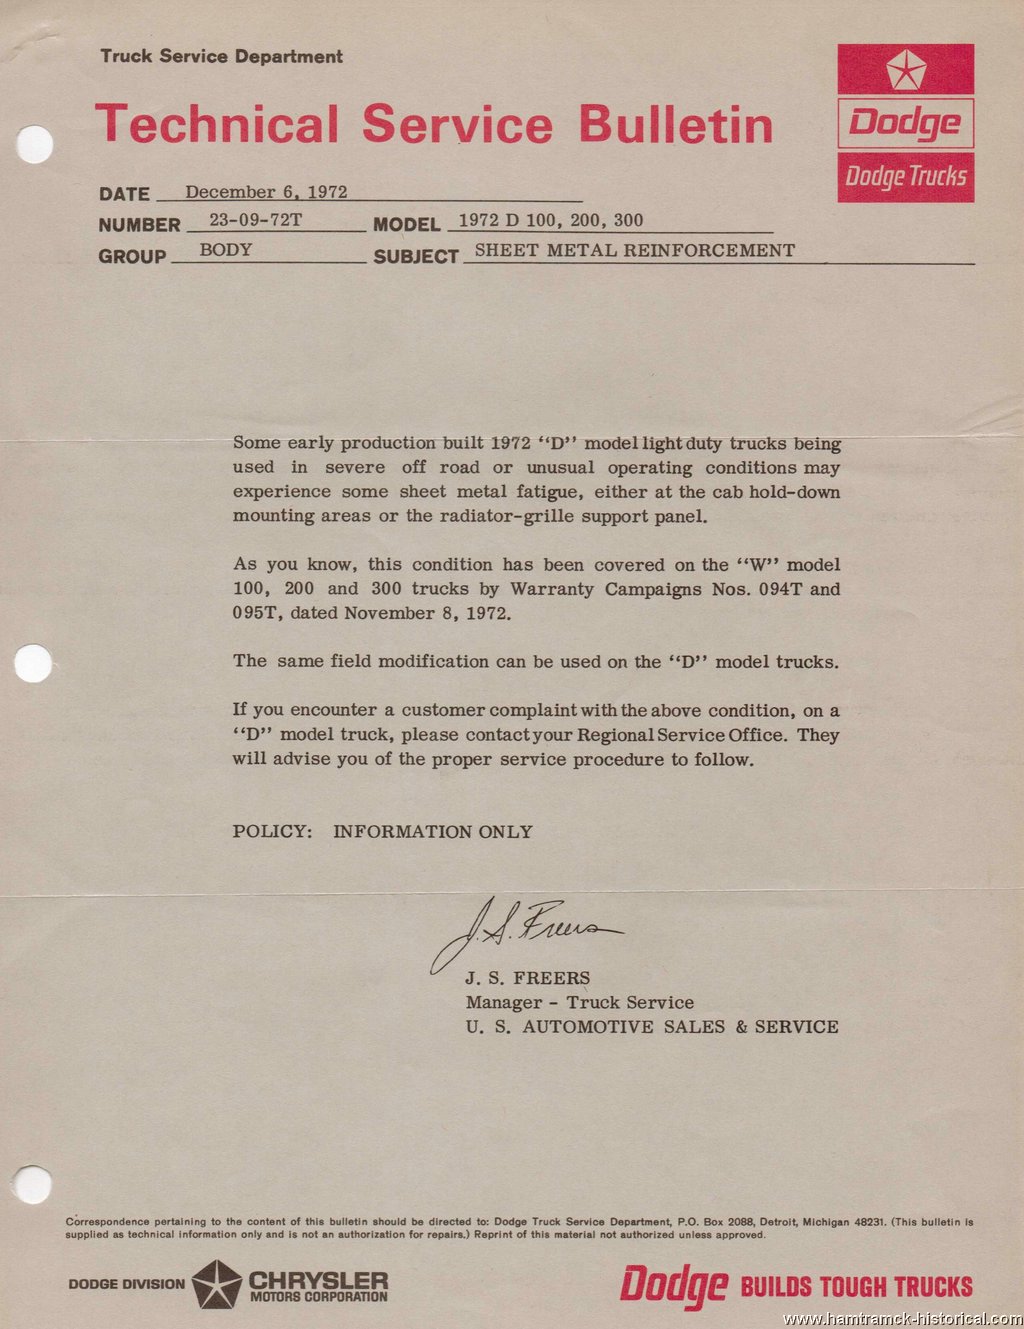 Truck Service Department
Technical Service Bulletin
Dodge
Dodge Trucks
DATE December 6, 1972
NUMBER 23-09-72T MODEL 1972 D 100, 200, 300
GROUP BODY SUBJECT SHEET METAL REINFORCEMENT
Some early production built 1972 "D" model light duty trucks being
used in severe off road or unusual operating conditions may
experience some sheet metal fatigue, either at the cab hold-down
mounting areas or the radiator-grille support panel.
As you know, this condition has been covered on the "W" model
100, 200 and 300 trucks by Warranty Campaigns Nos. 094T and
095T, dated November 8, 1972.
The same field modification can be used on the "D" model trucks.
If you encounter a customer complaint with the above condition, on a
"D" model truck, please contact your Regional Service Office. They
will advise you of the proper service procedure to follow.
POLICY: INFORMATION ONLY
J. S. Freers
J. S. FREERS
Manager - Truck Service
U. S. AUTOMOTIVE SALES & SERVICE
Correspondence pertaining to the content of this bulletin should be directed to: Dodge Truck Service Department, P.O. Box 2088, Detroit, Michigan 48231. (This bulletin is
supplied as technical information only and is not an authorization for repairs.) Reprint of this material not authorized unless approved.
DODGE DIVISION CHRYSLER
MOTORS CORPORATION
Dodge BUILDS TOUGH TRUCKS
www.hamtramck-historical.com